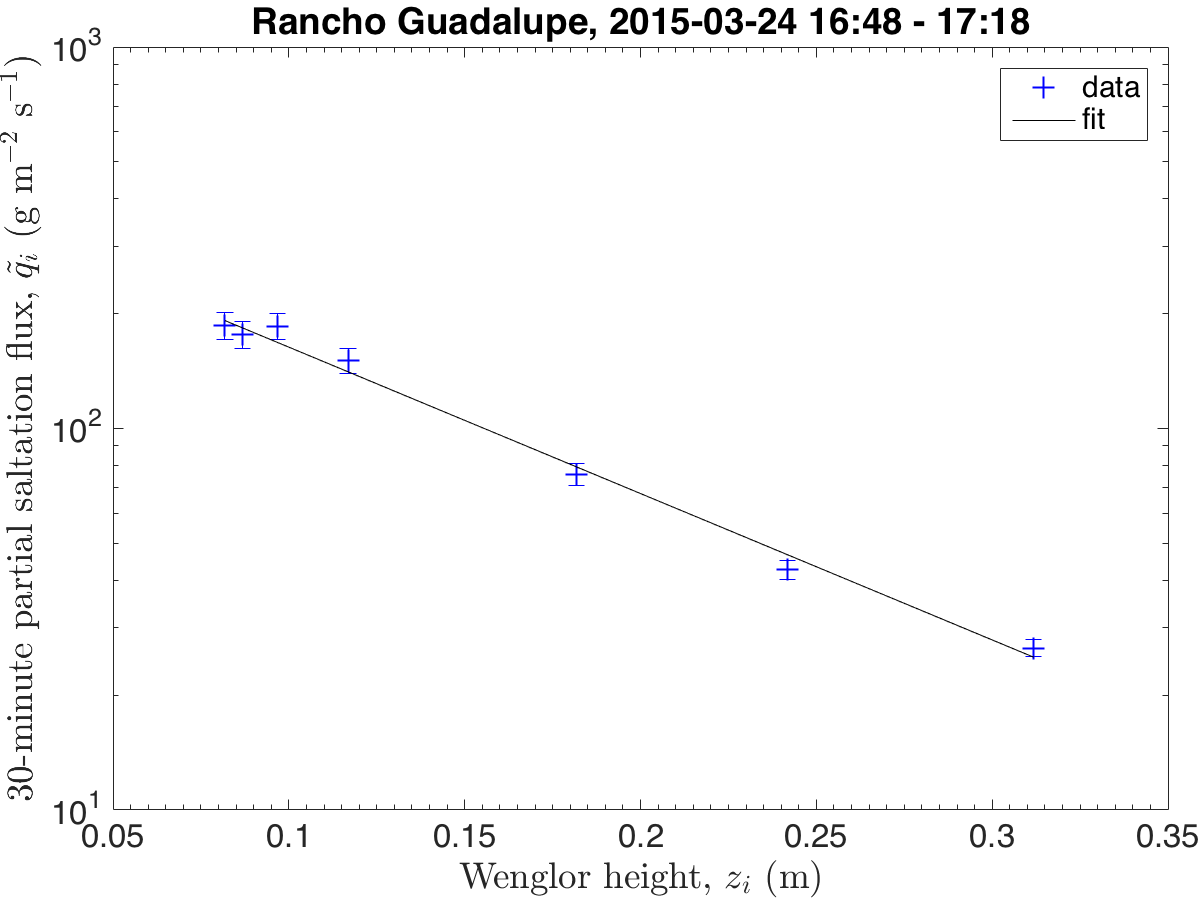 Rancho Guadalupe, 2015-03-24 16:48 - 17:18
data
fit
30-minute partial saltation flux, q̃ᵢ (g m⁻² s⁻¹)
10³
10²
10¹
0.05 0.1 0.15 0.2 0.25 0.3 0.35
Wenglor height, zᵢ (m)